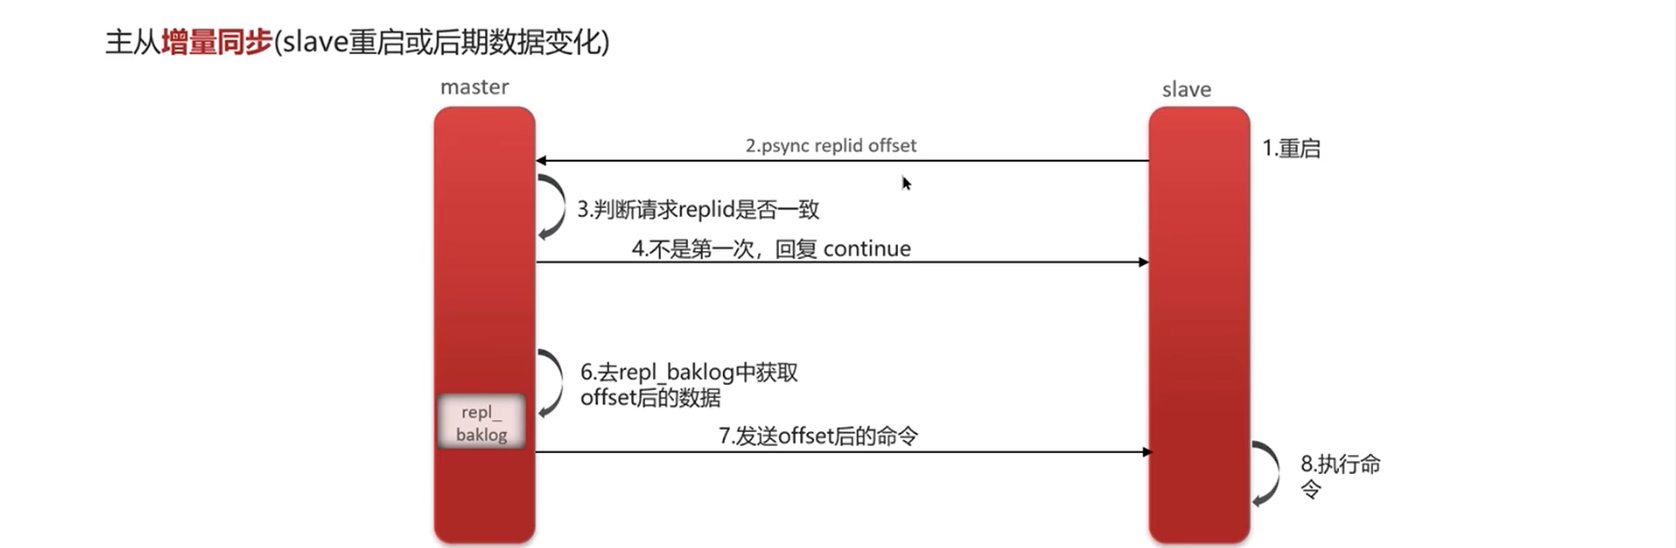 主从增量同步(slave重启或后期数据变化)
master
slave
2.psync replid offset
1.重启
3.判断请求replid是否一致
4.不是第一次，回复 continue
6.去repl_baklog中获取
offset后的数据
repl_
baklog
7.发送offset后的命令
8.执行命
令